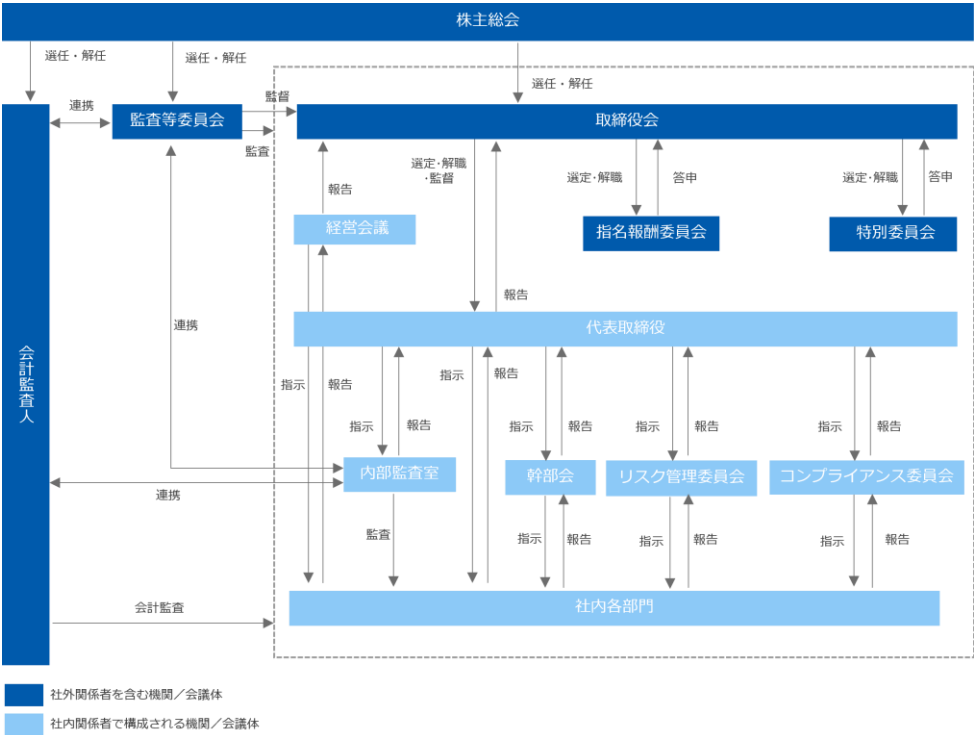 株主総会
選任・解任
選任・解任
選任・解任
連携
監査等委員会
監督
監査
取締役会
報告
選定・解職
・監督
選定・解職
答申
選定・解職
答申
経営会議
指名報酬委員会
特別委員会
報告
連携
代表取締役
会計監査人
指示
報告
指示
報告
指示
報告
指示
報告
指示
報告
指示
報告
内部監査室
幹部会
リスク管理委員会
コンプライアンス委員会
連携
監査
指示
報告
指示
報告
指示
報告
会計監査
社内各部門
社外関係者を含む機関／会議体
社内関係者で構成される機関／会議体